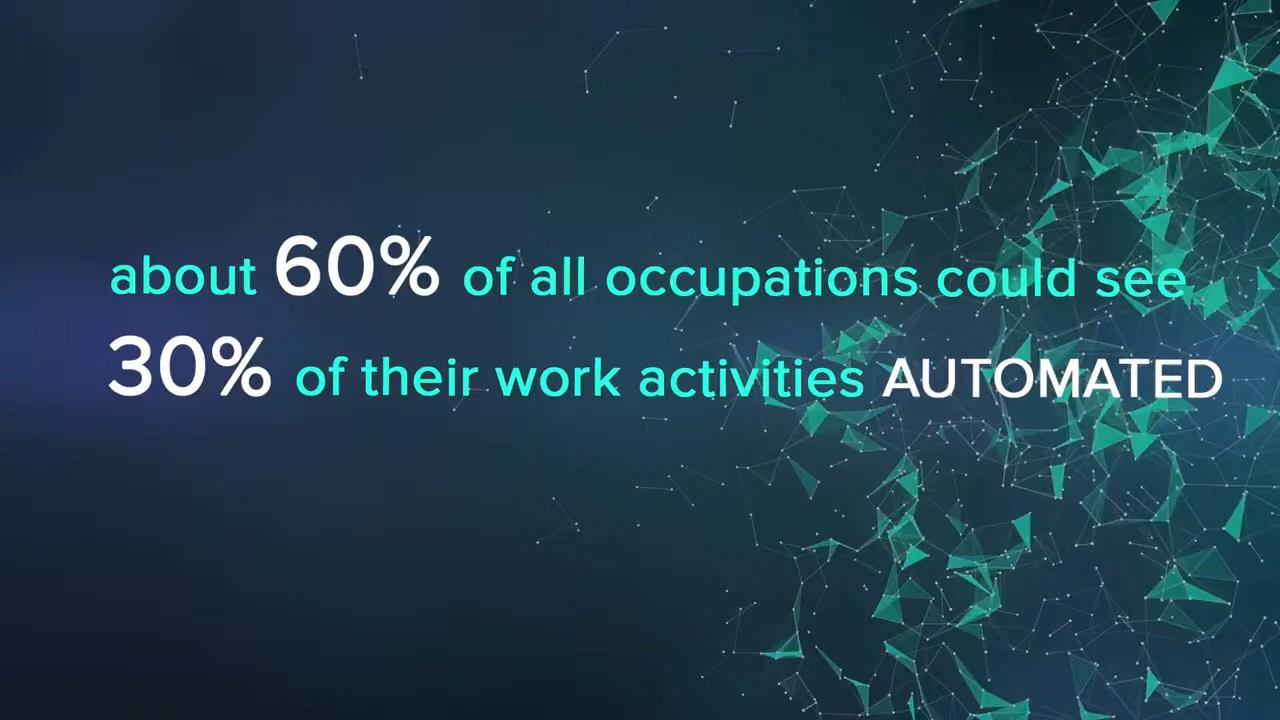 about 60% of all occupations could see
30% of their work activities AUTOMATED